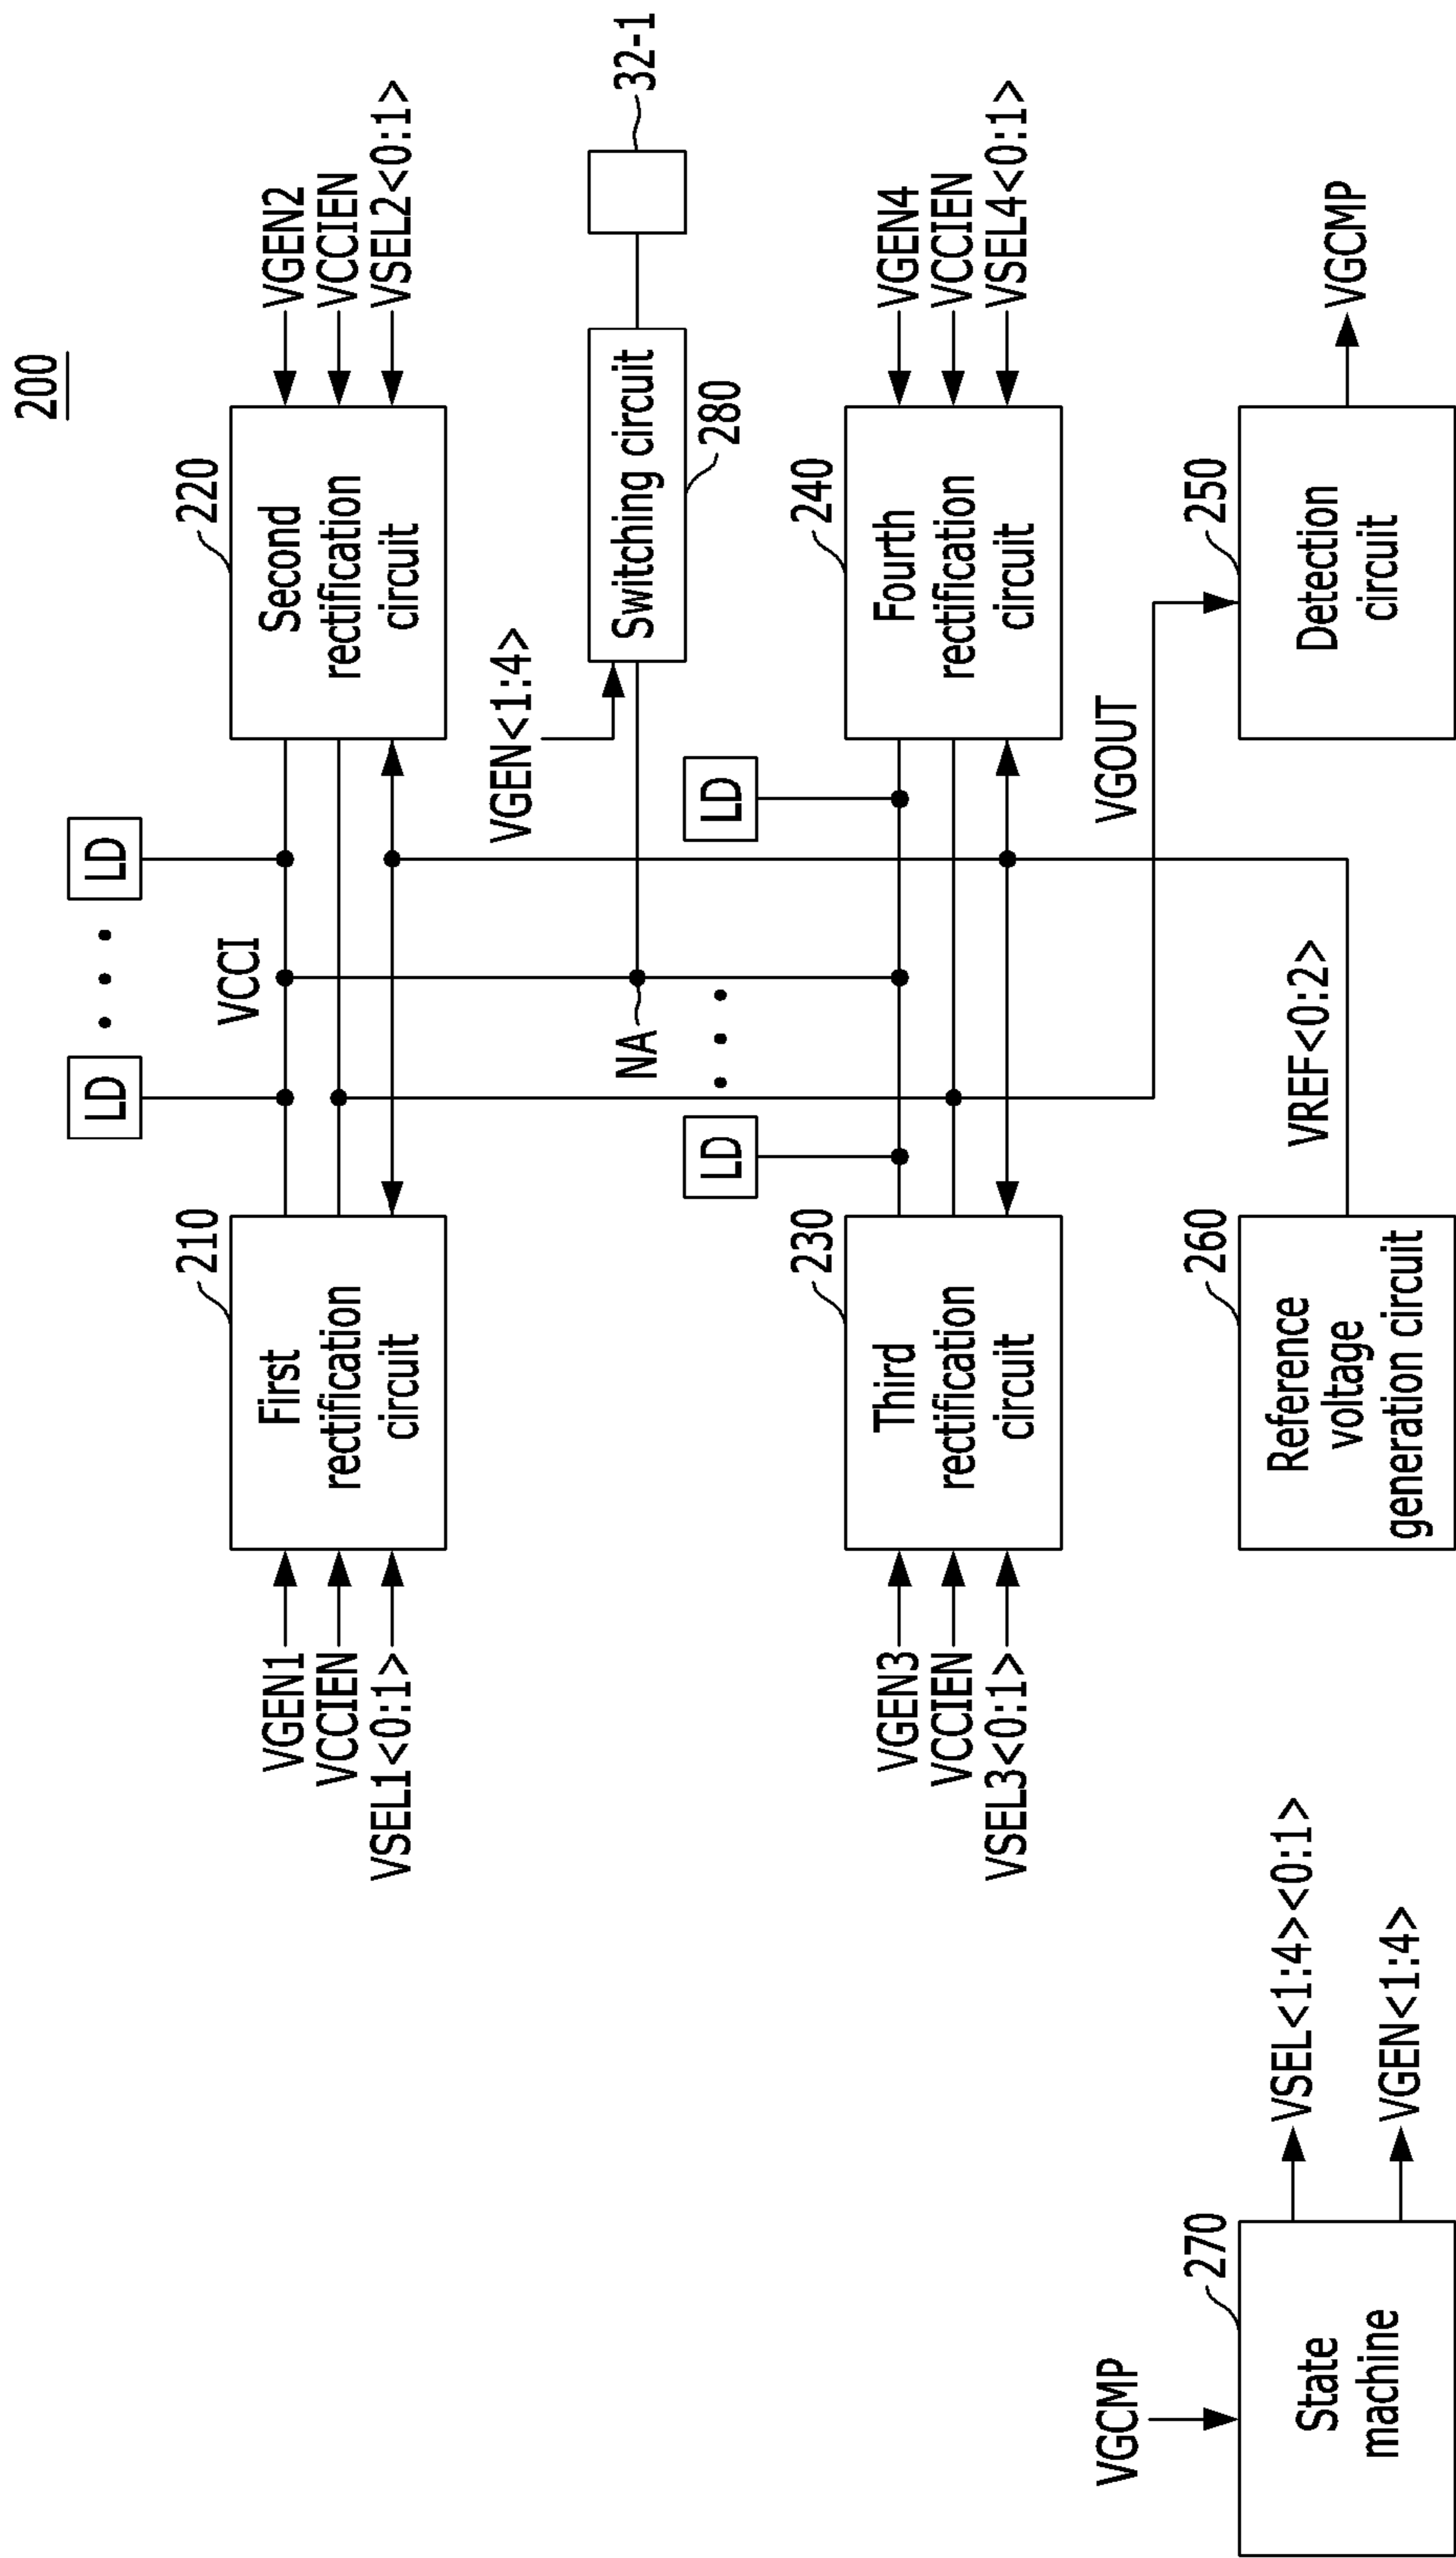 200
LD
LD
VCCI
210
First
rectification
circuit
VGEN1
VCCIEN
VSEL1<0:1>
220
Second
rectification
circuit
VGEN2
VCCIEN
VSEL2<0:1>
VGEN<1:4>
NA
Switching circuit
280
32-1
LD
LD
230
Third
rectification
circuit
VGEN3
VCCIEN
VSEL3<0:1>
240
Fourth
rectification
circuit
VGEN4
VCCIEN
VSEL4<0:1>
VGOUT
VGCMP
270
State
machine
VSEL<1:4><0:1>
VGEN<1:4>
260
Reference
voltage
generation circuit
VREF<0:2>
250
Detection
circuit
VGCMP